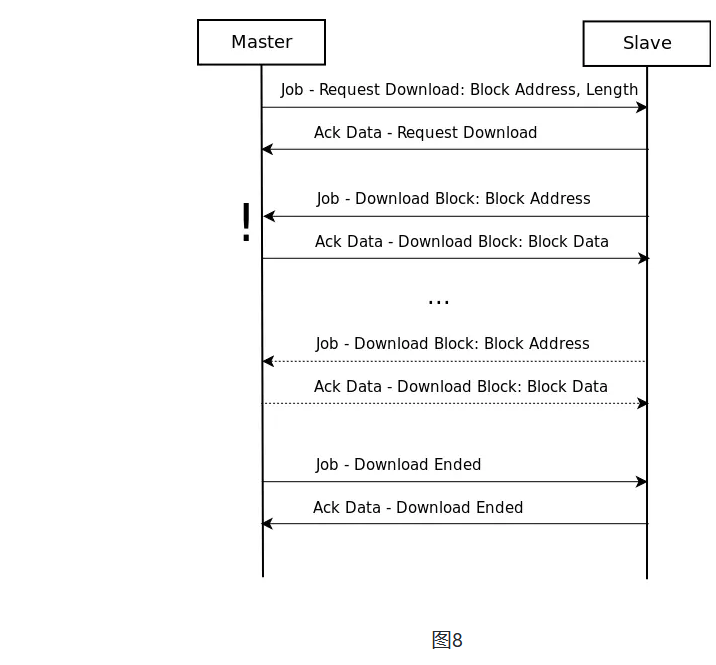 Master
Slave
Job - Request Download: Block Address, Length
Ack Data - Request Download
Job - Download Block: Block Address
!
Ack Data - Download Block: Block Data
...
Job - Download Block: Block Address
Ack Data - Download Block: Block Data
Job - Download Ended
Ack Data - Download Ended
图8